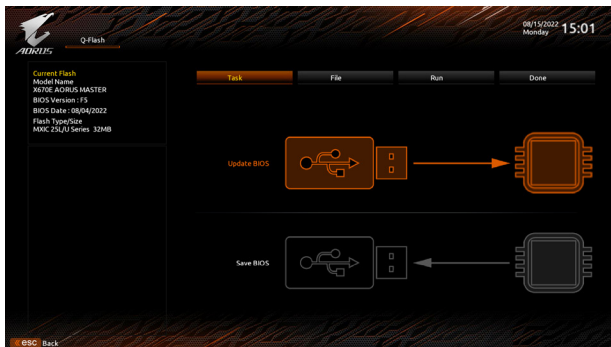 AORUS
Q-Flash
08/15/2022
Monday
15:01
Current Flash
Model Name
X670E AORUS MASTER
BIOS Version : F5
BIOS Date : 08/04/2022
Flash Type/Size
MXIC 25L/U Series 32MB
Task File Run Done
Update BIOS
Save BIOS
esc Back